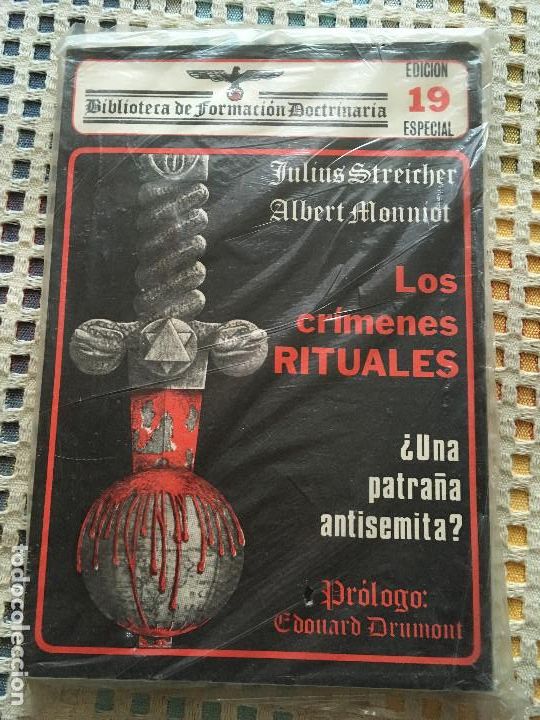 Biblioteca de Formación Doctrinaria
EDICION
19
ESPECIAL
Julius Streicher
Albert Monniot
Los
crímenes
RITUALES
¿Una
patraña
antisemita?
Prólogo:
Edouard Drumont
todocoleccion